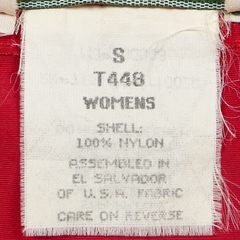 S
T448
WOMENS
SHELL:
100% NYLON
ASSEMBLED IN
EL SALVADOR
OF U.S.A. FABRIC
CARE ON REVERSE